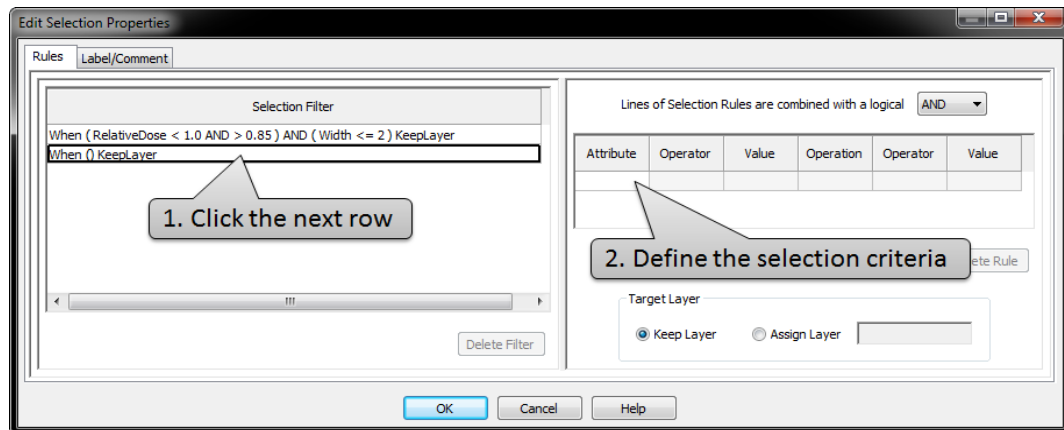 Edit Selection Properties
Rules
Label/Comment
Selection Filter
When ( RelativeDose < 1.0 AND > 0.85 ) AND ( Width <= 2 ) KeepLayer
When () KeepLayer
1. Click the next row
Delete Filter
Lines of Selection Rules are combined with a logical AND
Attribute Operator Value Operation Operator Value
2. Define the selection criteria
Rule
Target Layer
Keep Layer Assign Layer
OK Cancel Help